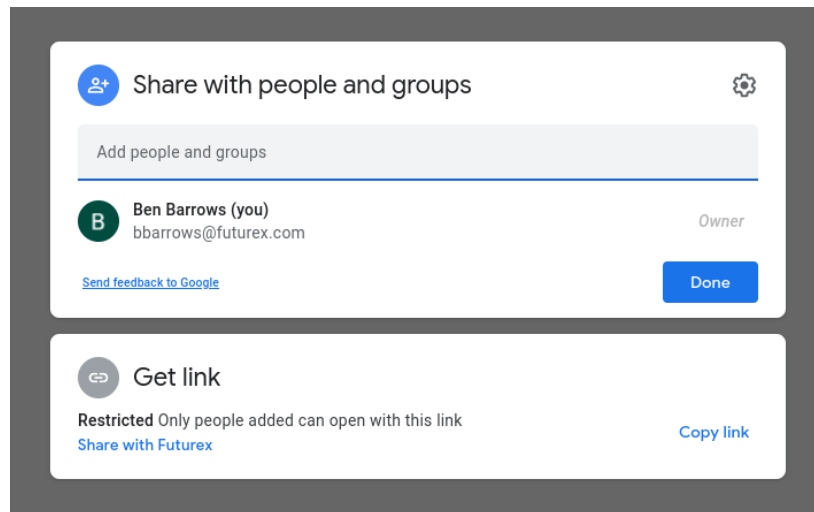 Share with people and groups
Add people and groups
B
Ben Barrows (you)
bbarrows@futurex.com
Owner
Send feedback to Google
Done
Get link
Restricted Only people added can open with this link
Share with Futurex
Copy link